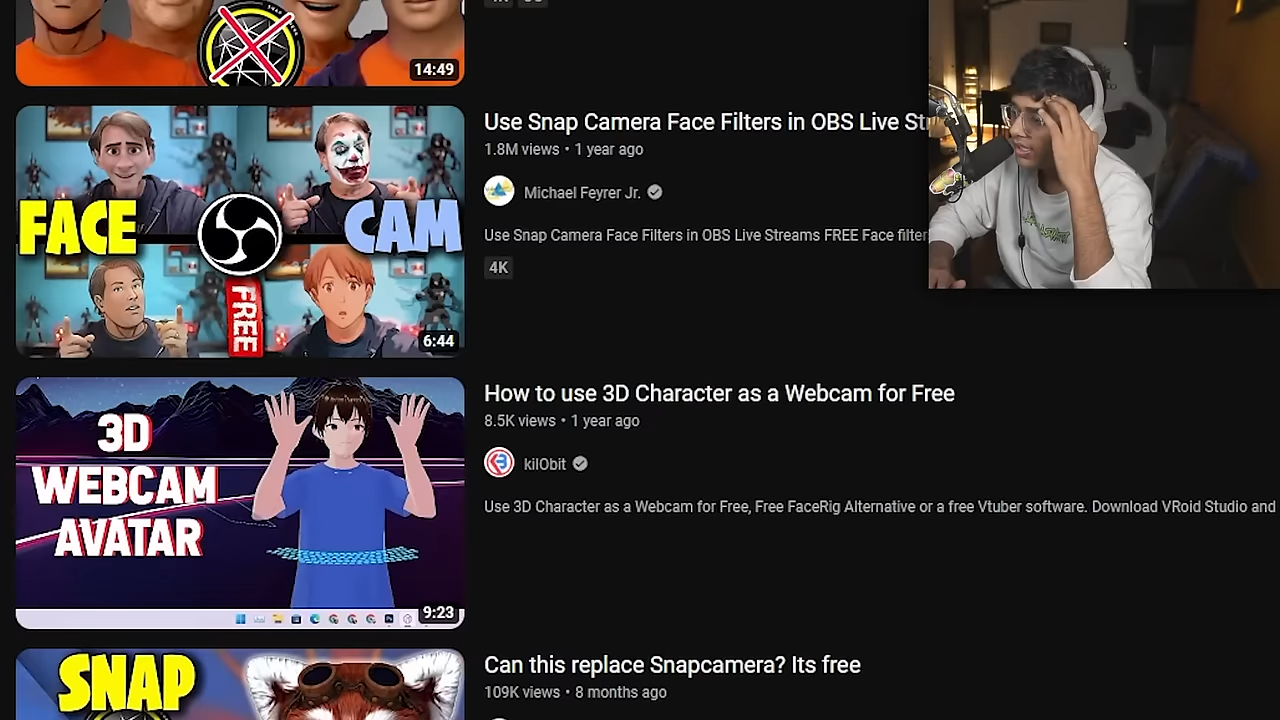 14:49
Use Snap Camera Face Filters in OBS Live
1.8M views • 1 year ago
Michael Feyrer Jr.
Use Snap Camera Face Filters in OBS Live Streams FREE Face filter
4K
FACE
CAM
FREE
6:44
How to use 3D Character as a Webcam for Free
8.5K views • 1 year ago
kilObit
Use 3D Character as a Webcam for Free, Free FaceRig Alternative or a free Vtuber software. Download VRoid Studio and
3D
WEBCAM
AVATAR
9:23
Can this replace Snapcamera? Its free
109K views • 8 months ago
SNAP